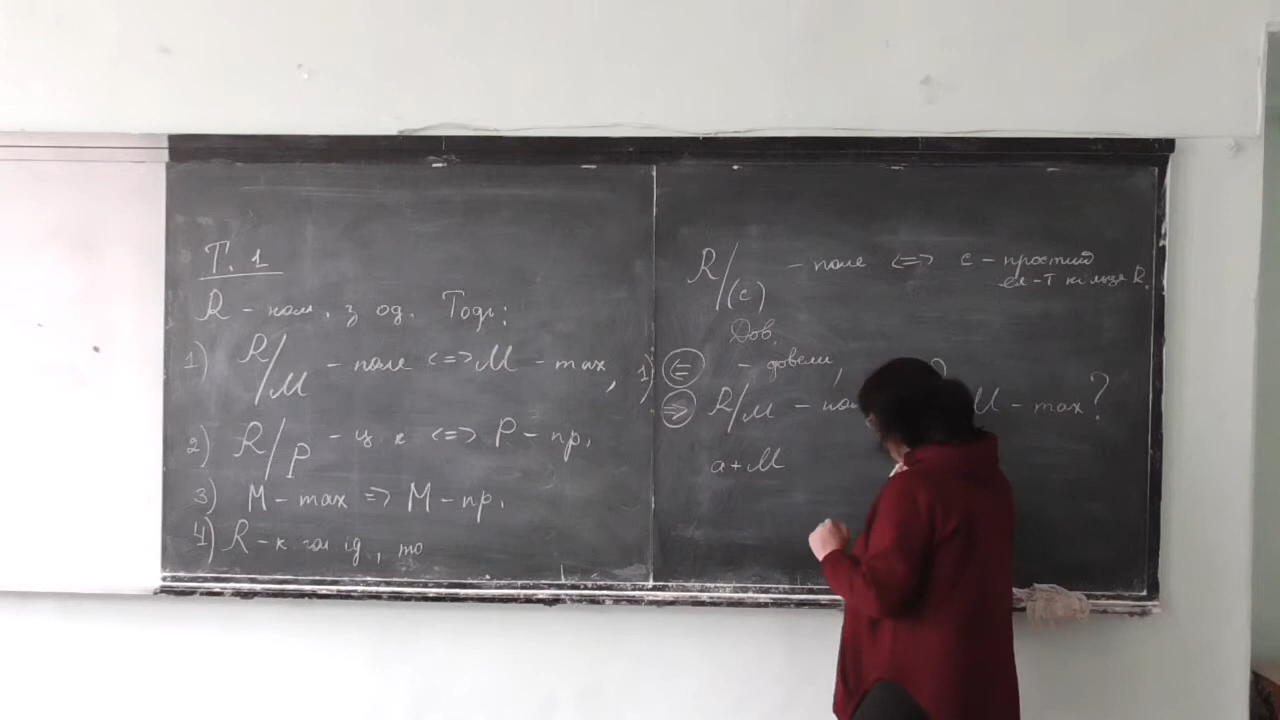 Т. 1
R - ком. з од. Тоді:
1) R/M - поле <=> M - max,
2) R/P - ц. к <=> P - пр.
3) M - max => M - пр.
4) R - к гол ід, то
R/(c) - поле <=> c - простий
ел-т кільця R.
Дов.
1) <= - довели,
=> R/M - по ? M - max?
a + M